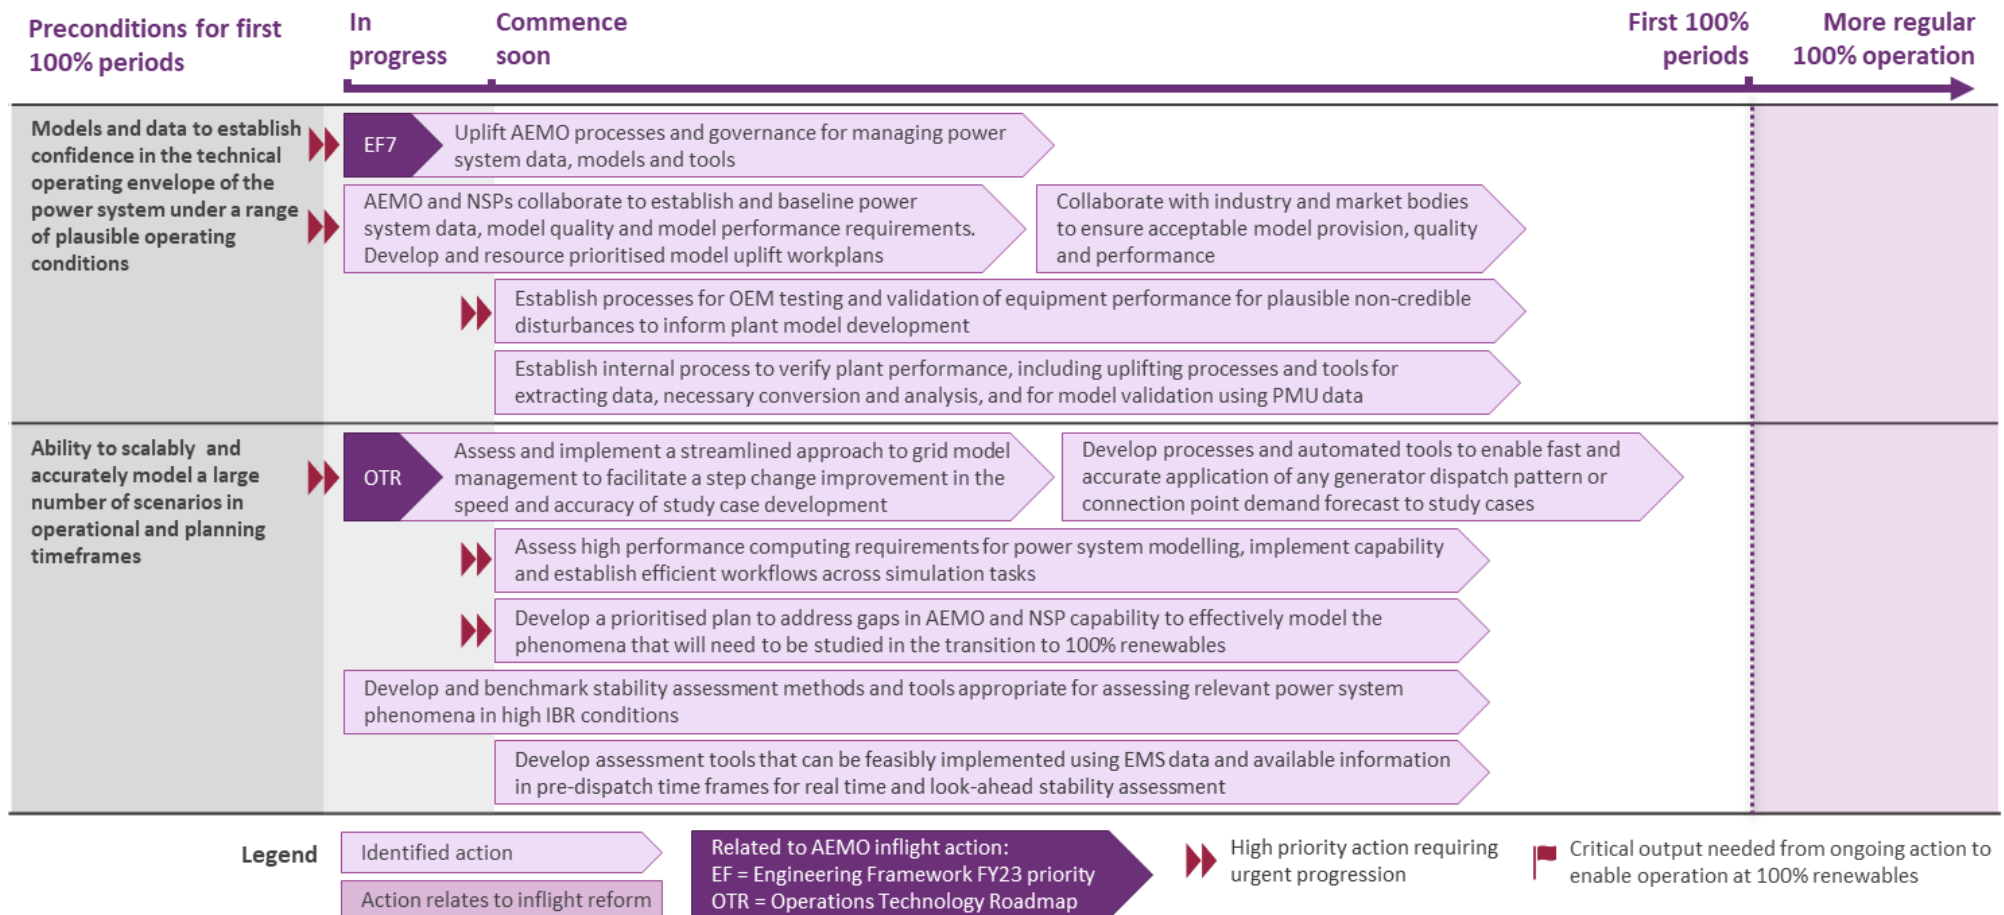 Preconditions for first
100% periods
In
progress
Commence
soon
First 100%
periods
More regular
100% operation
Models and data to establish
confidence in the technical
operating envelope of the
power system under a range
of plausible operating
conditions
EF7
Uplift AEMO processes and governance for managing power
system data, models and tools
AEMO and NSPs collaborate to establish and baseline power
system data, model quality and model performance requirements.
Develop and resource prioritised model uplift workplans
Collaborate with industry and market bodies
to ensure acceptable model provision, quality
and performance
Establish processes for OEM testing and validation of equipment performance for plausible non-credible
disturbances to inform plant model development
Establish internal process to verify plant performance, including uplifting processes and tools for
extracting data, necessary conversion and analysis, and for model validation using PMU data
Ability to scalably and
accurately model a large
number of scenarios in
operational and planning
timeframes
OTR
Assess and implement a streamlined approach to grid model
management to facilitate a step change improvement in the
speed and accuracy of study case development
Develop processes and automated tools to enable fast and
accurate application of any generator dispatch pattern or
connection point demand forecast to study cases
Assess high performance computing requirements for power system modelling, implement capability
and establish efficient workflows across simulation tasks
Develop a prioritised plan to address gaps in AEMO and NSP capability to effectively model the
phenomena that will need to be studied in the transition to 100% renewables
Develop and benchmark stability assessment methods and tools appropriate for assessing relevant power system
phenomena in high IBR conditions
Develop assessment tools that can be feasibly implemented using EMS data and available information
in pre-dispatch time frames for real time and look-ahead stability assessment
Legend
Identified action
Action relates to inflight reform
Related to AEMO inflight action:
EF = Engineering Framework FY23 priority
OTR = Operations Technology Roadmap
High priority action requiring
urgent progression
Critical output needed from ongoing action to
enable operation at 100% renewables